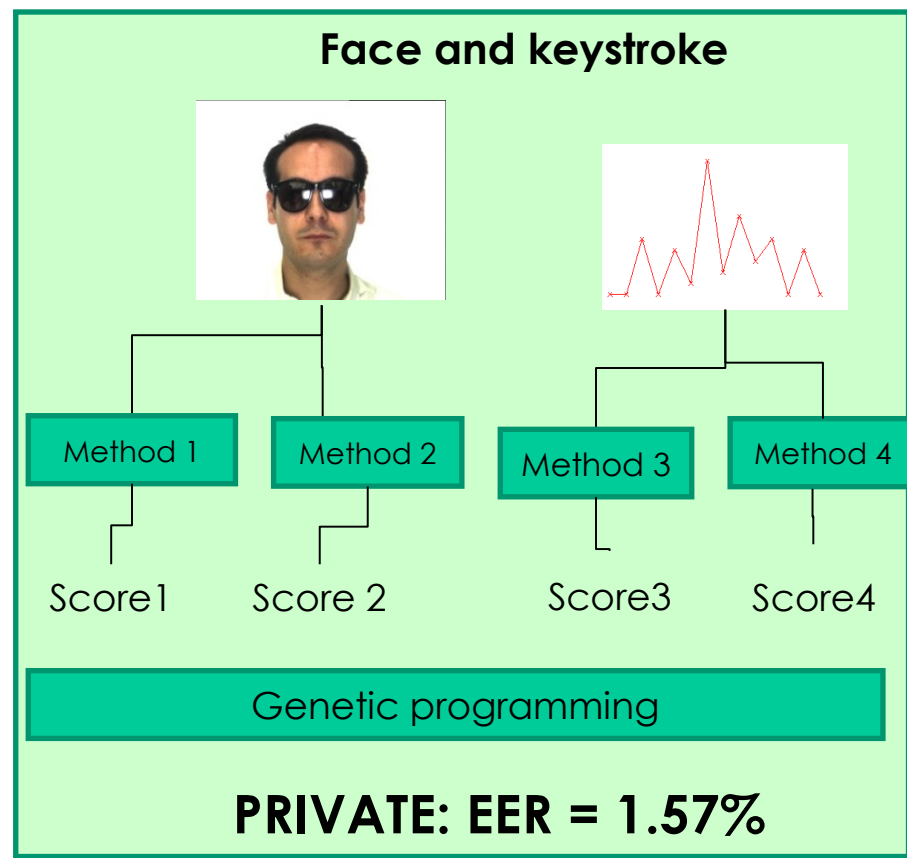 Face and keystroke
Method 1
Method 2
Method 3
Method 4
Score1
Score 2
Score3
Score4
Genetic programming
PRIVATE: EER = 1.57%